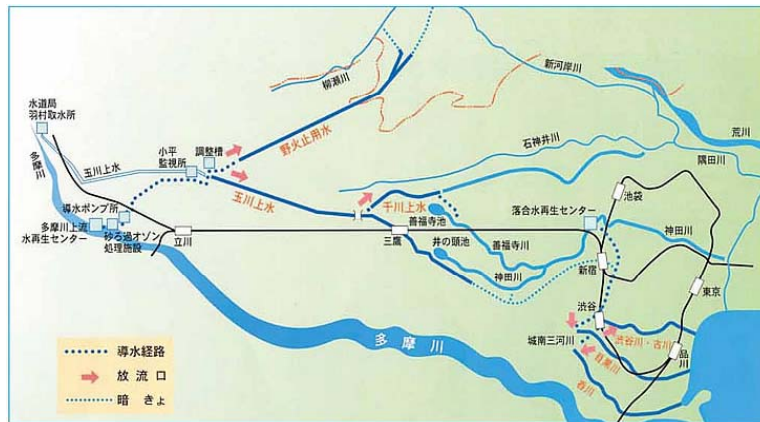 柳瀬川
新河岸川
荒川
水道局
羽村取水所
多摩川
玉川上水
小平
監視所
調整槽
野火止用水
石神井川
隅田川
玉川上水
千川上水
善福寺池
落合水再生センター
池袋
導水ポンプ所
多摩川上流
水再生センター
砂ろ過オゾン
処理施設
立川
三鷹
井の頭池
善福寺川
神田川
新宿
神田川
東京
渋谷
城南三河川
渋谷川・古川
目黒川
呑川
品川
多摩川
導水経路
放流口
暗きょ